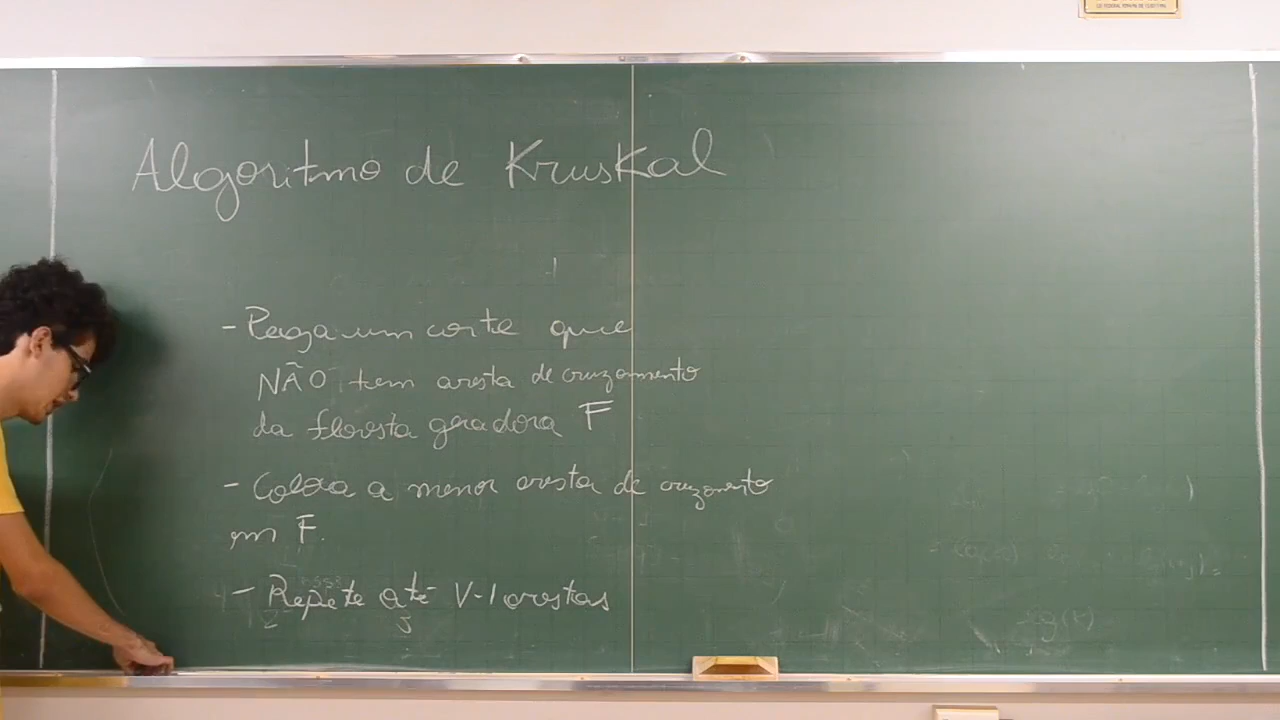 Algoritmo de Kruskal
- Pega um corte que
NÃO tem aresta de cruzamento
da floresta geradora F
- Coloca a menor aresta de cruzamento
em F.
- Repete até V-1 arestas